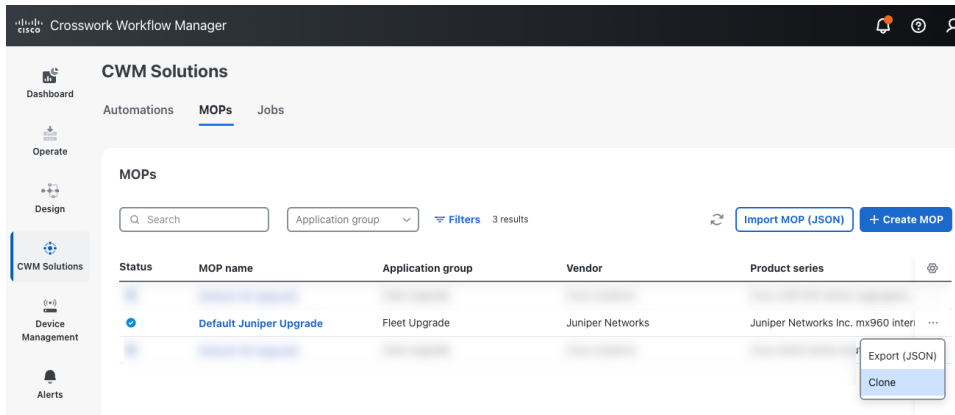 cisco Crosswork Workflow Manager
Dashboard
Operate
Design
CWM Solutions
Device
Management
Alerts
CWM Solutions
Automations MOPs Jobs
MOPs
Search Application group Filters 3 results Import MOP (JSON) + Create MOP
Status MOP name Application group Vendor Product series
Default Juniper Upgrade Fleet Upgrade Juniper Networks Juniper Networks Inc. mx960 inter ...
Export (JSON)
Clone